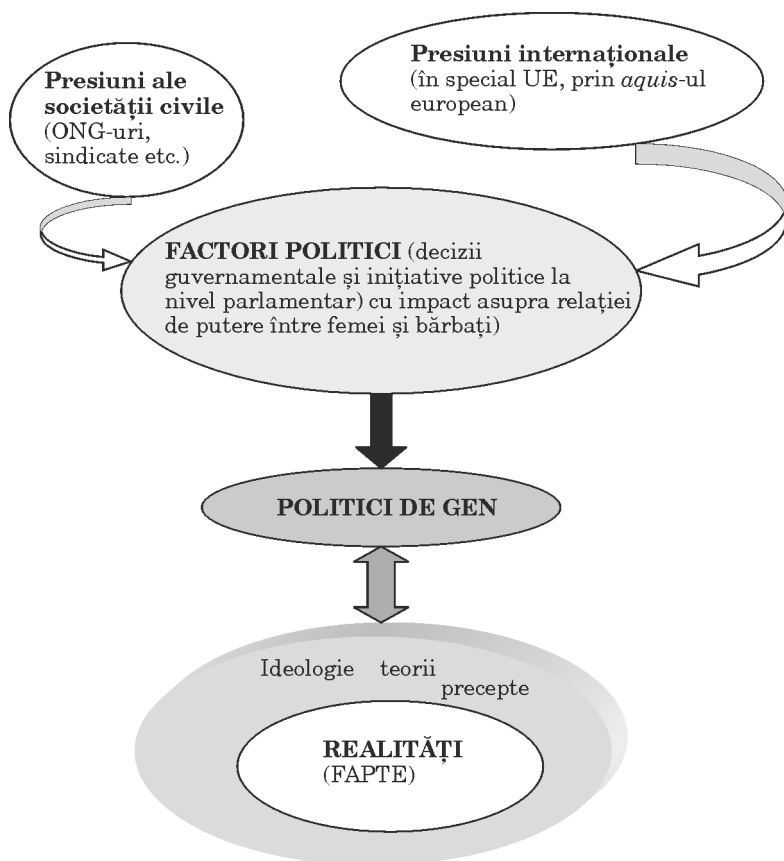 Presiuni ale
societății civile
(ONG-uri,
sindicate etc.)
Presiuni internaționale
(în special UE, prin aquis-ul
european)
FACTORI POLITICI (decizii
guvernamentale și inițiative politice la
nivel parlamentar) cu impact asupra relației
de putere între femei și bărbați)
POLITICI DE GEN
Ideologie teorii
precepte
REALITĂȚI
(FAPTE)